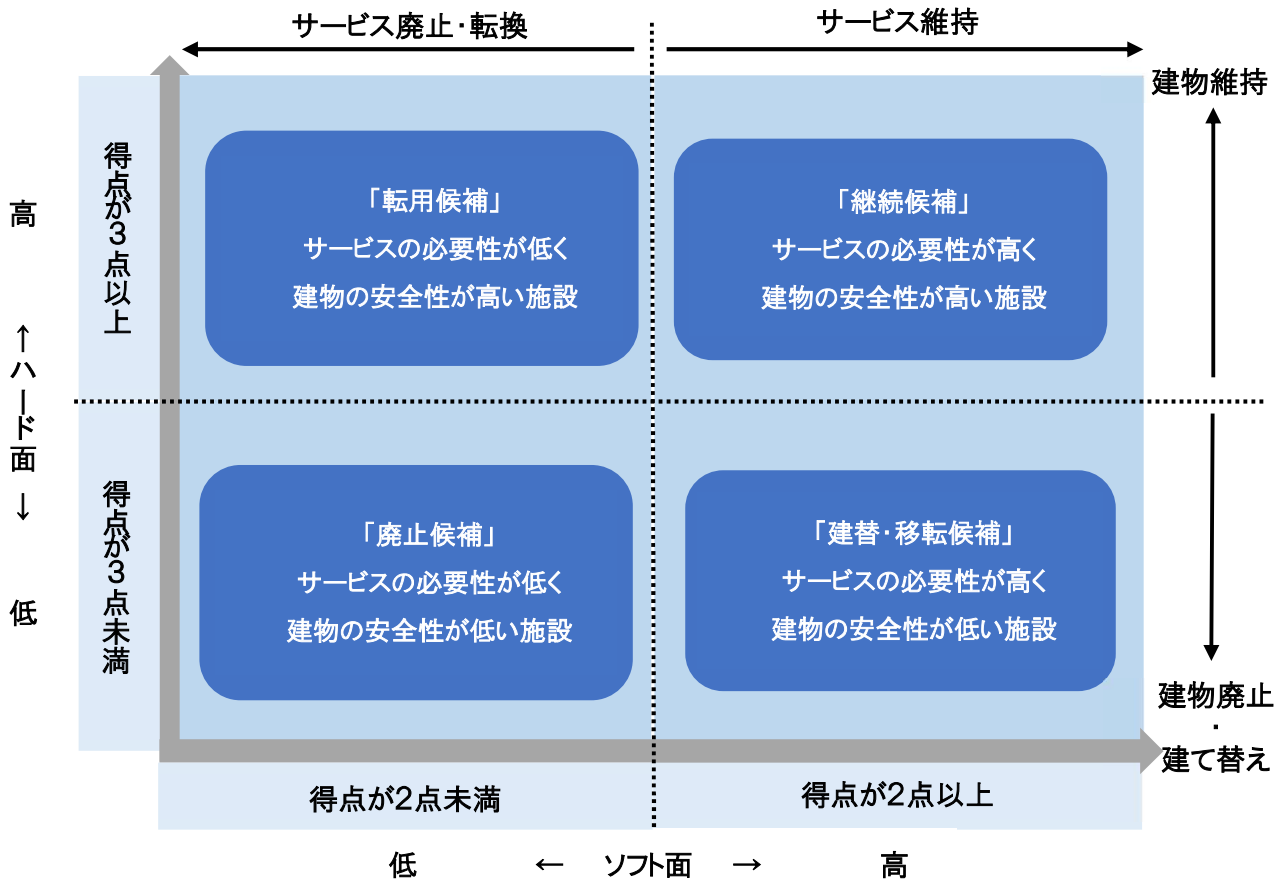 サービス廃止・転換
サービス維持
建物維持
高
←ハード面→
低
得点が3点以上
得点が3点未満
「転用候補」
サービスの必要性が低く
建物の安全性が高い施設
「継続候補」
サービスの必要性が高く
建物の安全性が高い施設
「廃止候補」
サービスの必要性が低く
建物の安全性が低い施設
「建替・移転候補」
サービスの必要性が高く
建物の安全性が低い施設
建物廃止
・
建て替え
得点が2点未満
得点が2点以上
低 ← ソフト面 → 高